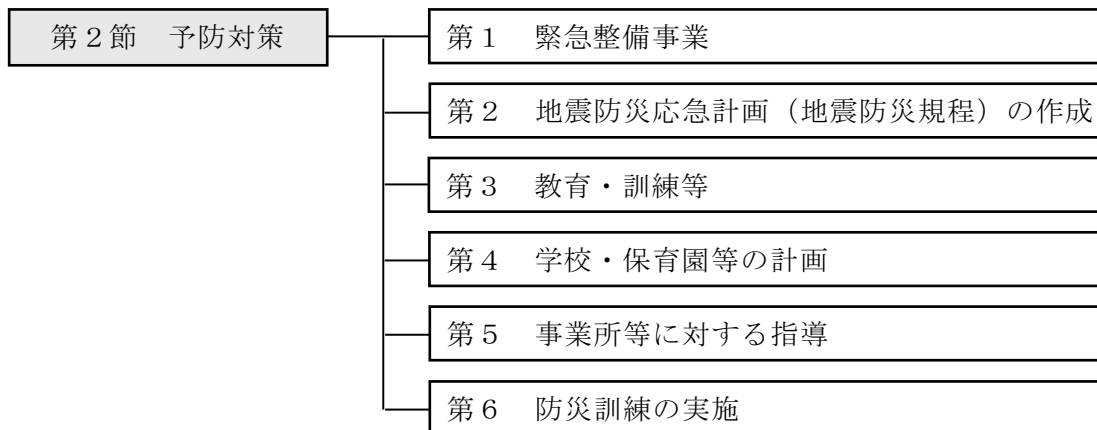 第２節　予防対策
第１　緊急整備事業
第２　地震防災応急計画（地震防災規程）の作成
第３　教育・訓練等
第４　学校・保育園等の計画
第５　事業所等に対する指導
第６　防災訓練の実施